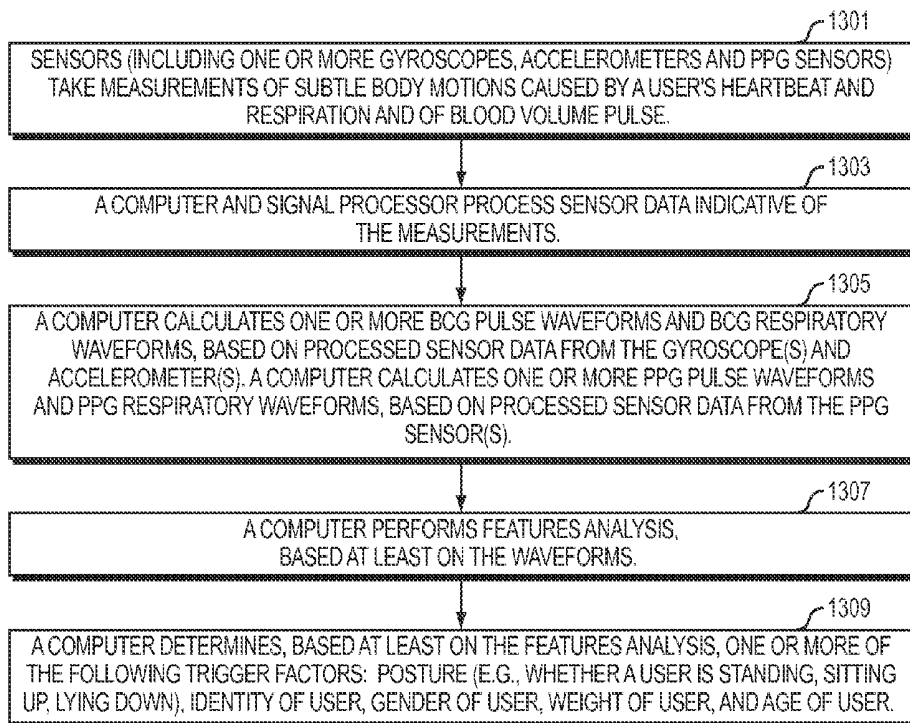 1301
SENSORS (INCLUDING ONE OR MORE GYROSCOPES, ACCELEROMETERS AND PPG SENSORS)
TAKE MEASUREMENTS OF SUBTLE BODY MOTIONS CAUSED BY A USER'S HEARTBEAT AND
RESPIRATION AND OF BLOOD VOLUME PULSE.
1303
A COMPUTER AND SIGNAL PROCESSOR PROCESS SENSOR DATA INDICATIVE OF
THE MEASUREMENTS.
1305
A COMPUTER CALCULATES ONE OR MORE BCG PULSE WAVEFORMS AND BCG RESPIRATORY
WAVEFORMS, BASED ON PROCESSED SENSOR DATA FROM THE GYROSCOPE(S) AND
ACCELEROMETER(S). A COMPUTER CALCULATES ONE OR MORE PPG PULSE WAVEFORMS
AND PPG RESPIRATORY WAVEFORMS, BASED ON PROCESSED SENSOR DATA FROM THE PPG
SENSOR(S).
1307
A COMPUTER PERFORMS FEATURES ANALYSIS,
BASED AT LEAST ON THE WAVEFORMS.
1309
A COMPUTER DETERMINES, BASED AT LEAST ON THE FEATURES ANALYSIS, ONE OR MORE OF
THE FOLLOWING TRIGGER FACTORS: POSTURE (E.G., WHETHER A USER IS STANDING, SITTING
UP, LYING DOWN), IDENTITY OF USER, GENDER OF USER, WEIGHT OF USER, AND AGE OF USER.